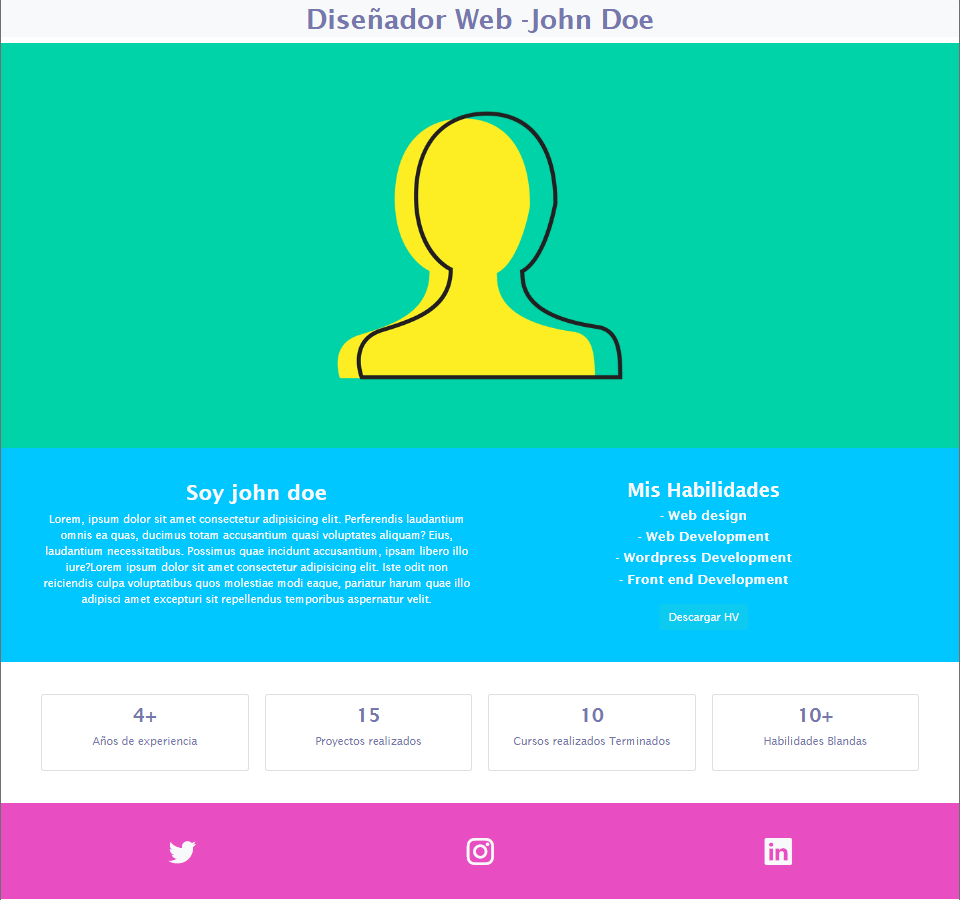 Diseñador Web -John Doe
Soy john doe
Lorem, ipsum dolor sit amet consectetur adipisicing elit. Perferendis laudantium
omnis ea quas, ducimus totam accusantium quasi voluptates aliquam? Eius,
laudantium necessitatibus. Possimus quae incidunt accusantium, ipsam libero illo
iure?Lorem ipsum dolor sit amet consectetur adipisicing elit. Iste odit non
reiciendis culpa voluptatibus quos molestiae modi eaque, pariatur harum quae illo
adipisci amet excepturi sit repellendus temporibus aspernatur velit.
Mis Habilidades
- Web design
- Web Development
- Wordpress Development
- Front end Development
Descargar HV
4+
Años de experiencia
15
Proyectos realizados
10
Cursos realizados Terminados
10+
Habilidades Blandas